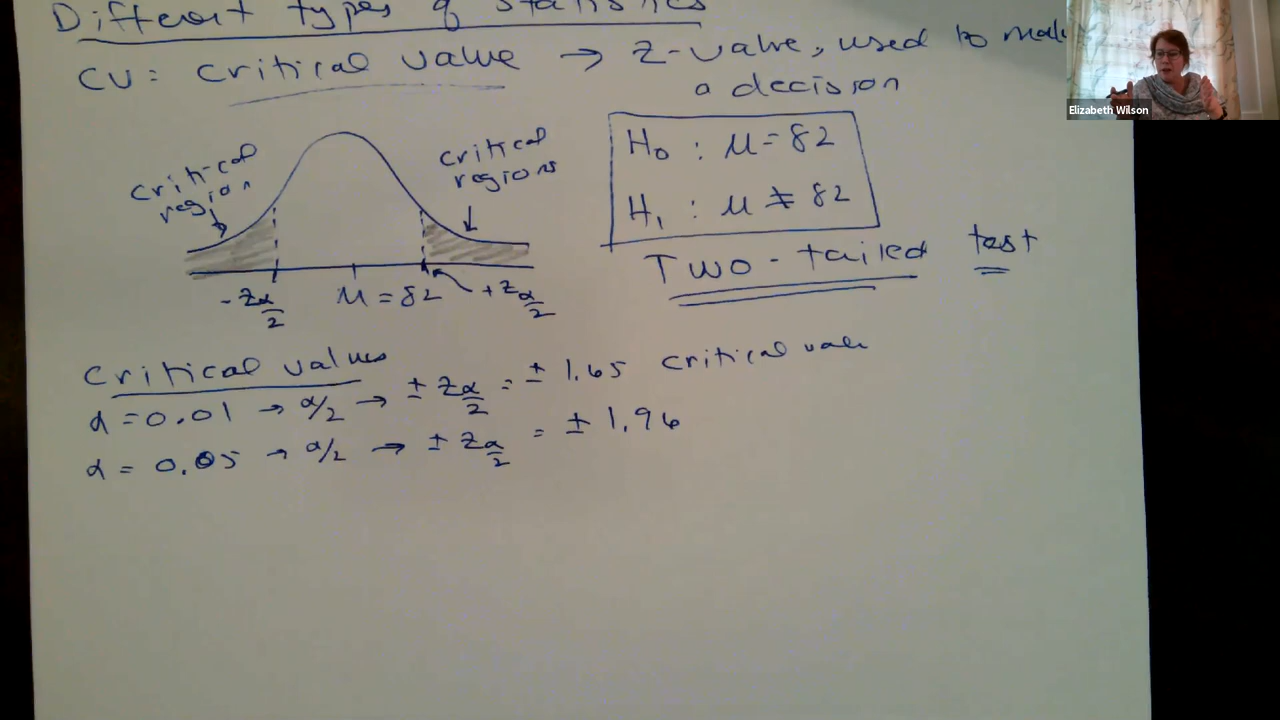 Different types of statistics
CV: critical value → z-value, used to make
a decision
critical
region
critical
regions
H₀ : μ = 82
H₁ : μ ≠ 82
Two-tailed test
-zα/2
μ = 82
+zα/2
Critical values
α = 0.01 → α/2 → ± zα/2 = ± 1.65 critical value
α = 0.05 → α/2 → ± zα/2 = ± 1.96
Elizabeth Wilson